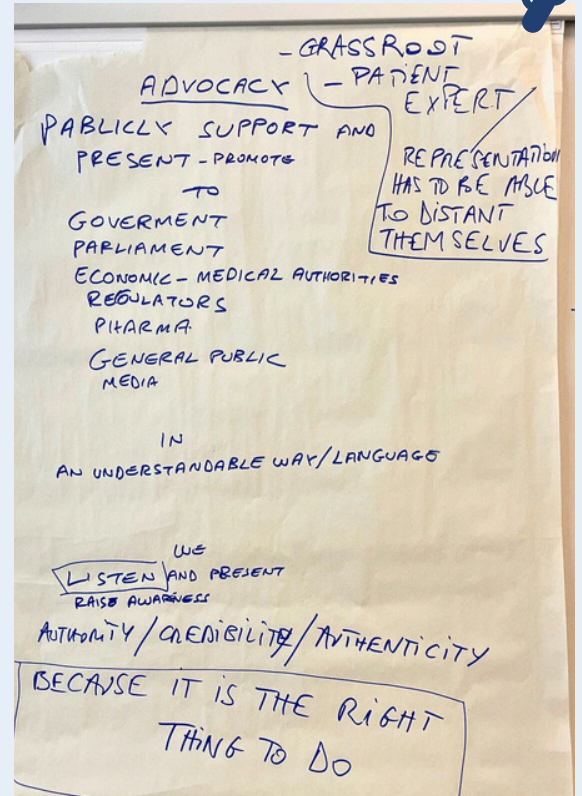 - GRASSROOT
- PATIENT
EXPERT
ADVOCACY
PABLICLY SUPPORT AND
PRESENT - PROMOTE
TO
REPRESENTATION
HAS TO BE ABLE
TO DISTANT
THEMSELVES
GOVERMENT
PARLIAMENT
ECONOMIC - MEDICAL AUTHORITIES
REGULATORS
PHARMA
GENERAL PUBLIC
MEDIA
IN
AN UNDERSTANDABLE WAY/LANGUAGE
WE
LISTEN AND PRESENT
RAISE AWARENESS
AUTHORITY/CREDIBILITY/AUTHENTICITY
BECAUSE IT IS THE RIGHT
THING TO DO